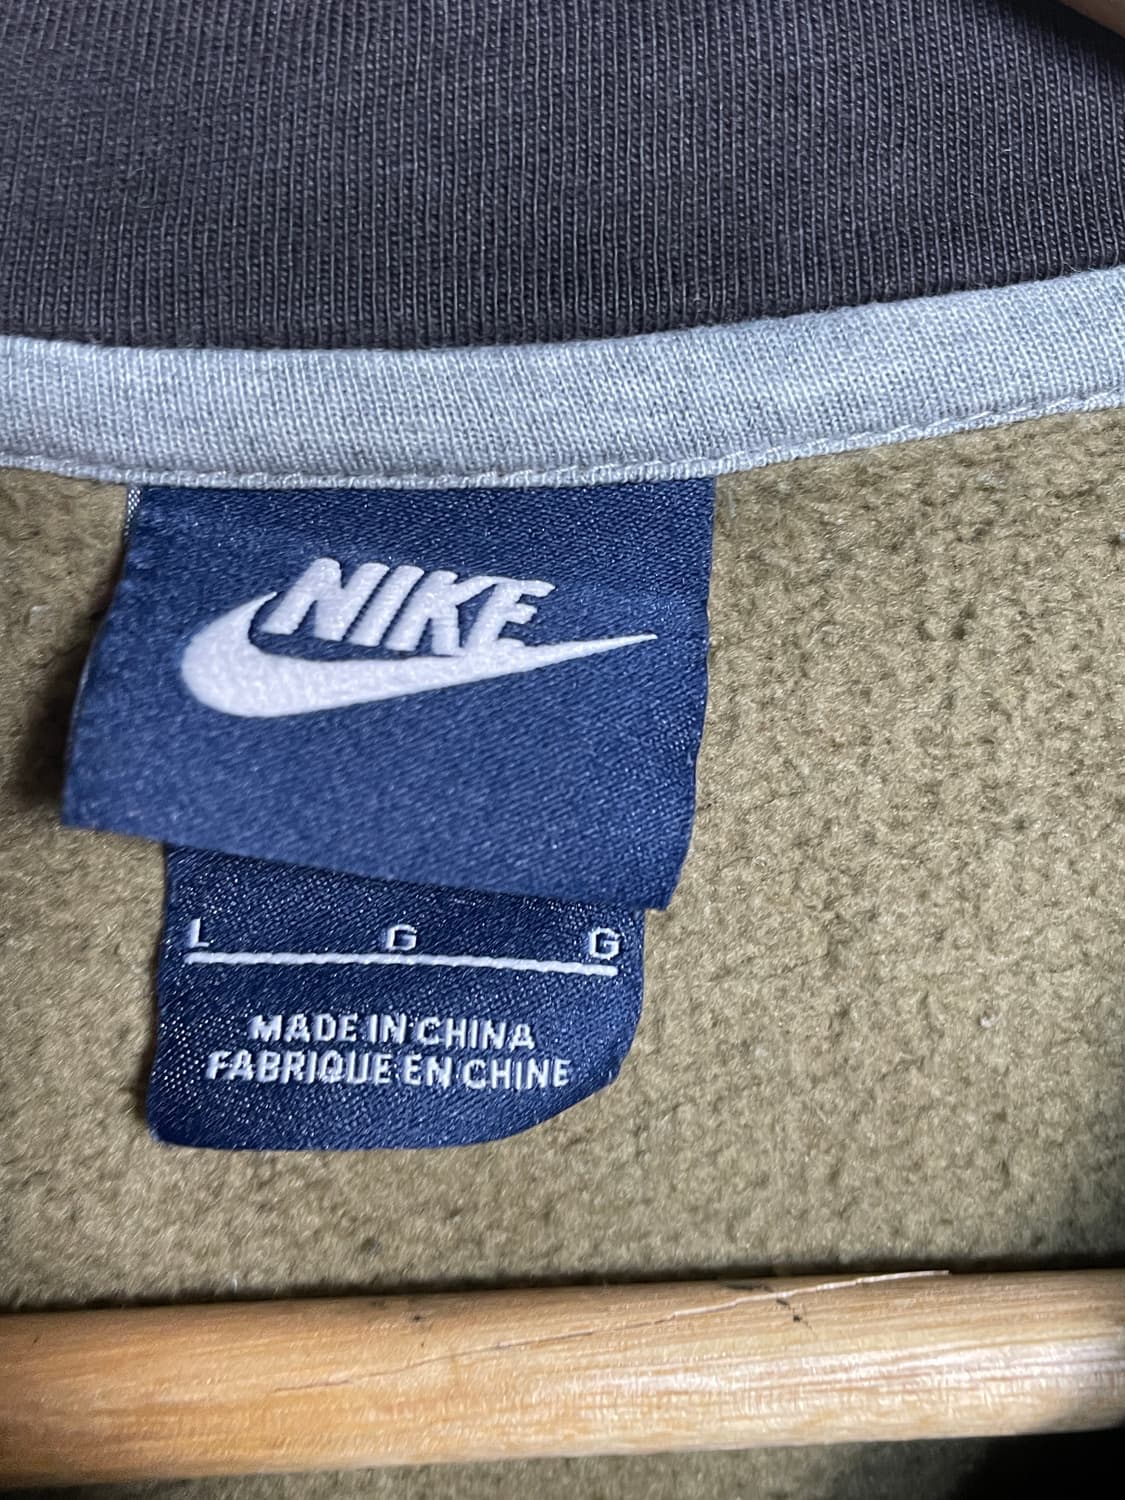 NIKE
L G G
MADE IN CHINA
FABRIQUE EN CHINE